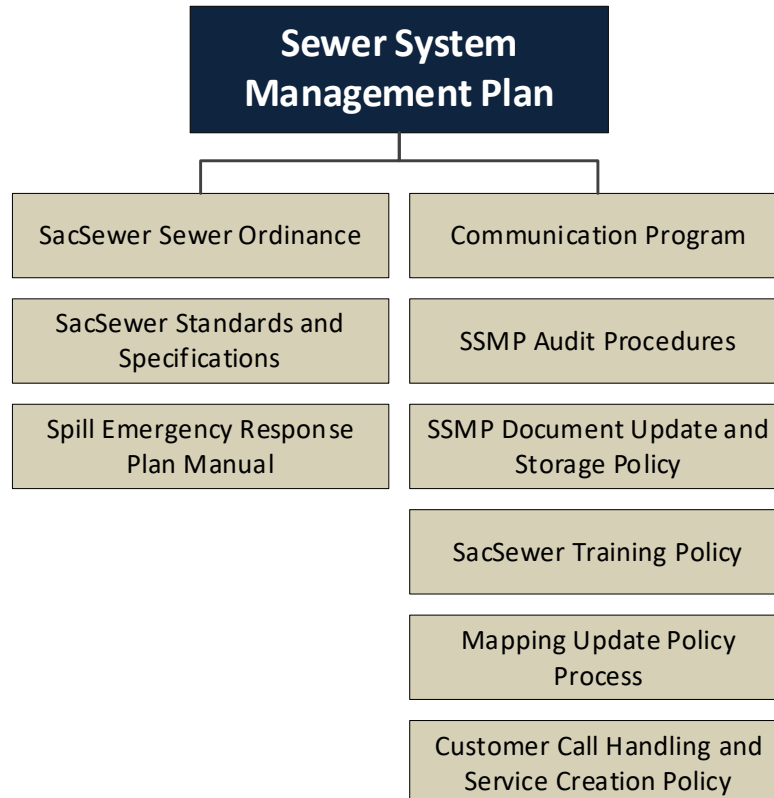 Sewer System
Management Plan
SacSewer Sewer Ordinance
SacSewer Standards and
Specifications
Spill Emergency Response
Plan Manual
Communication Program
SSMP Audit Procedures
SSMP Document Update and
Storage Policy
SacSewer Training Policy
Mapping Update Policy
Process
Customer Call Handling and
Service Creation Policy